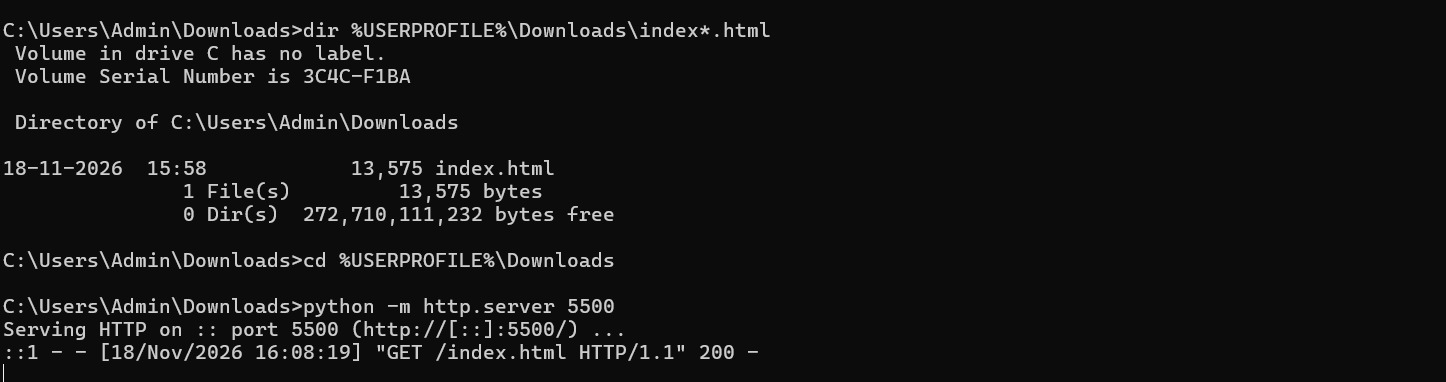 C:\Users\Admin\Downloads>dir %USERPROFILE%\Downloads\index*.html
 Volume in drive C has no label.
 Volume Serial Number is 3C4C-F1BA

 Directory of C:\Users\Admin\Downloads

18-11-2026  15:58            13,575 index.html
               1 File(s)         13,575 bytes
               0 Dir(s)  272,710,111,232 bytes free

C:\Users\Admin\Downloads>cd %USERPROFILE%\Downloads

C:\Users\Admin\Downloads>python -m http.server 5500
Serving HTTP on :: port 5500 (http://[::]:5500/) ...
::1 - - [18/Nov/2026 16:08:19] "GET /index.html HTTP/1.1" 200 -